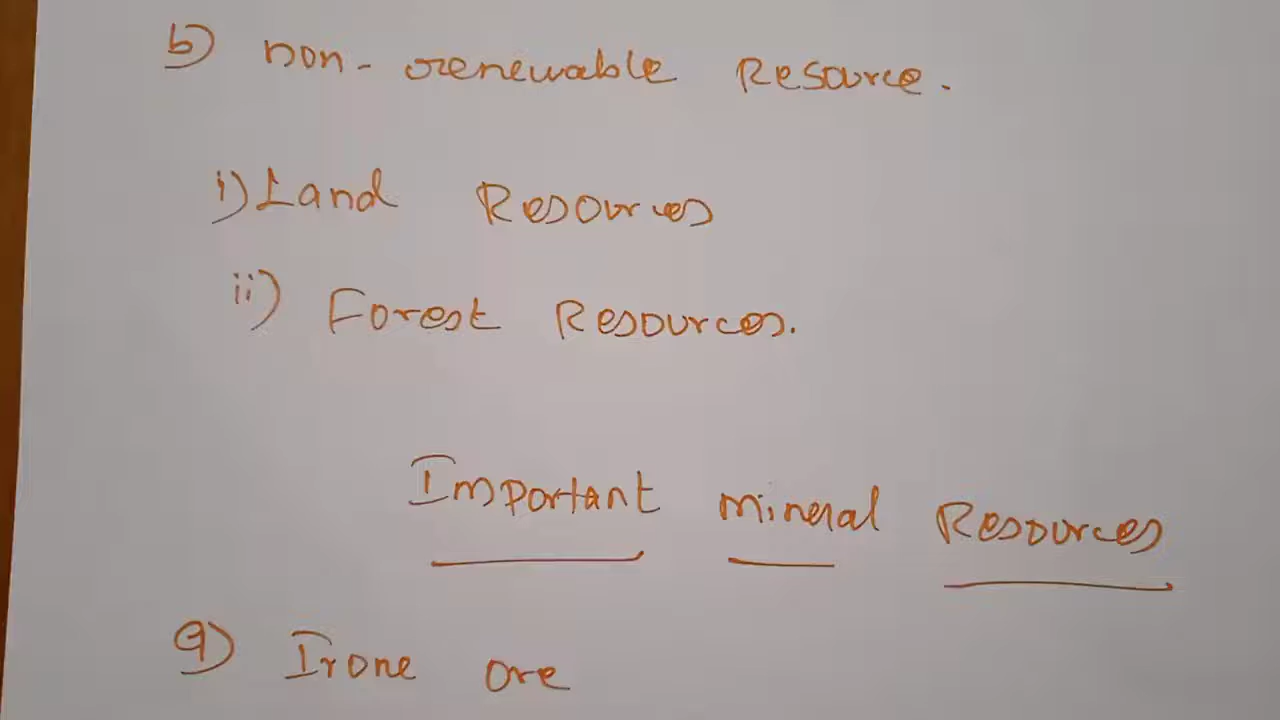 b) non-renewable Resource.
i) Land Resources
ii) Forest Resources.
Important mineral Resources
a) Irone ore